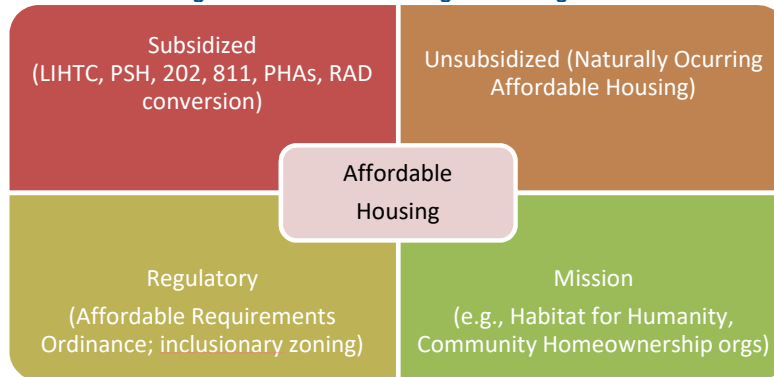 Subsidized
(LIHTC, PSH, 202, 811, PHAs, RAD
conversion)
Unsubsidized (Naturally Ocurring
Affordable Housing)
Affordable
Housing
Regulatory
(Affordable Requirements
Ordinance; inclusionary zoning)
Mission
(e.g., Habitat for Humanity,
Community Homeownership orgs)